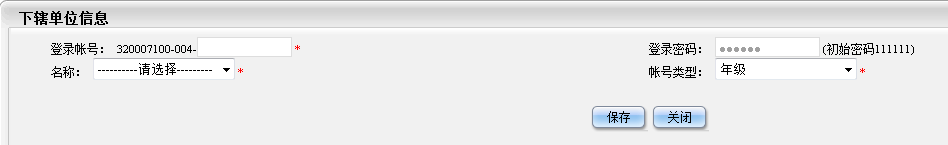 下辖单位信息
登录帐号： 320007100-004- * 登录密码： ●●●●●● (初始密码111111)
名称： ----------请选择--------- * 帐号类型： 年级 *
保存 关闭